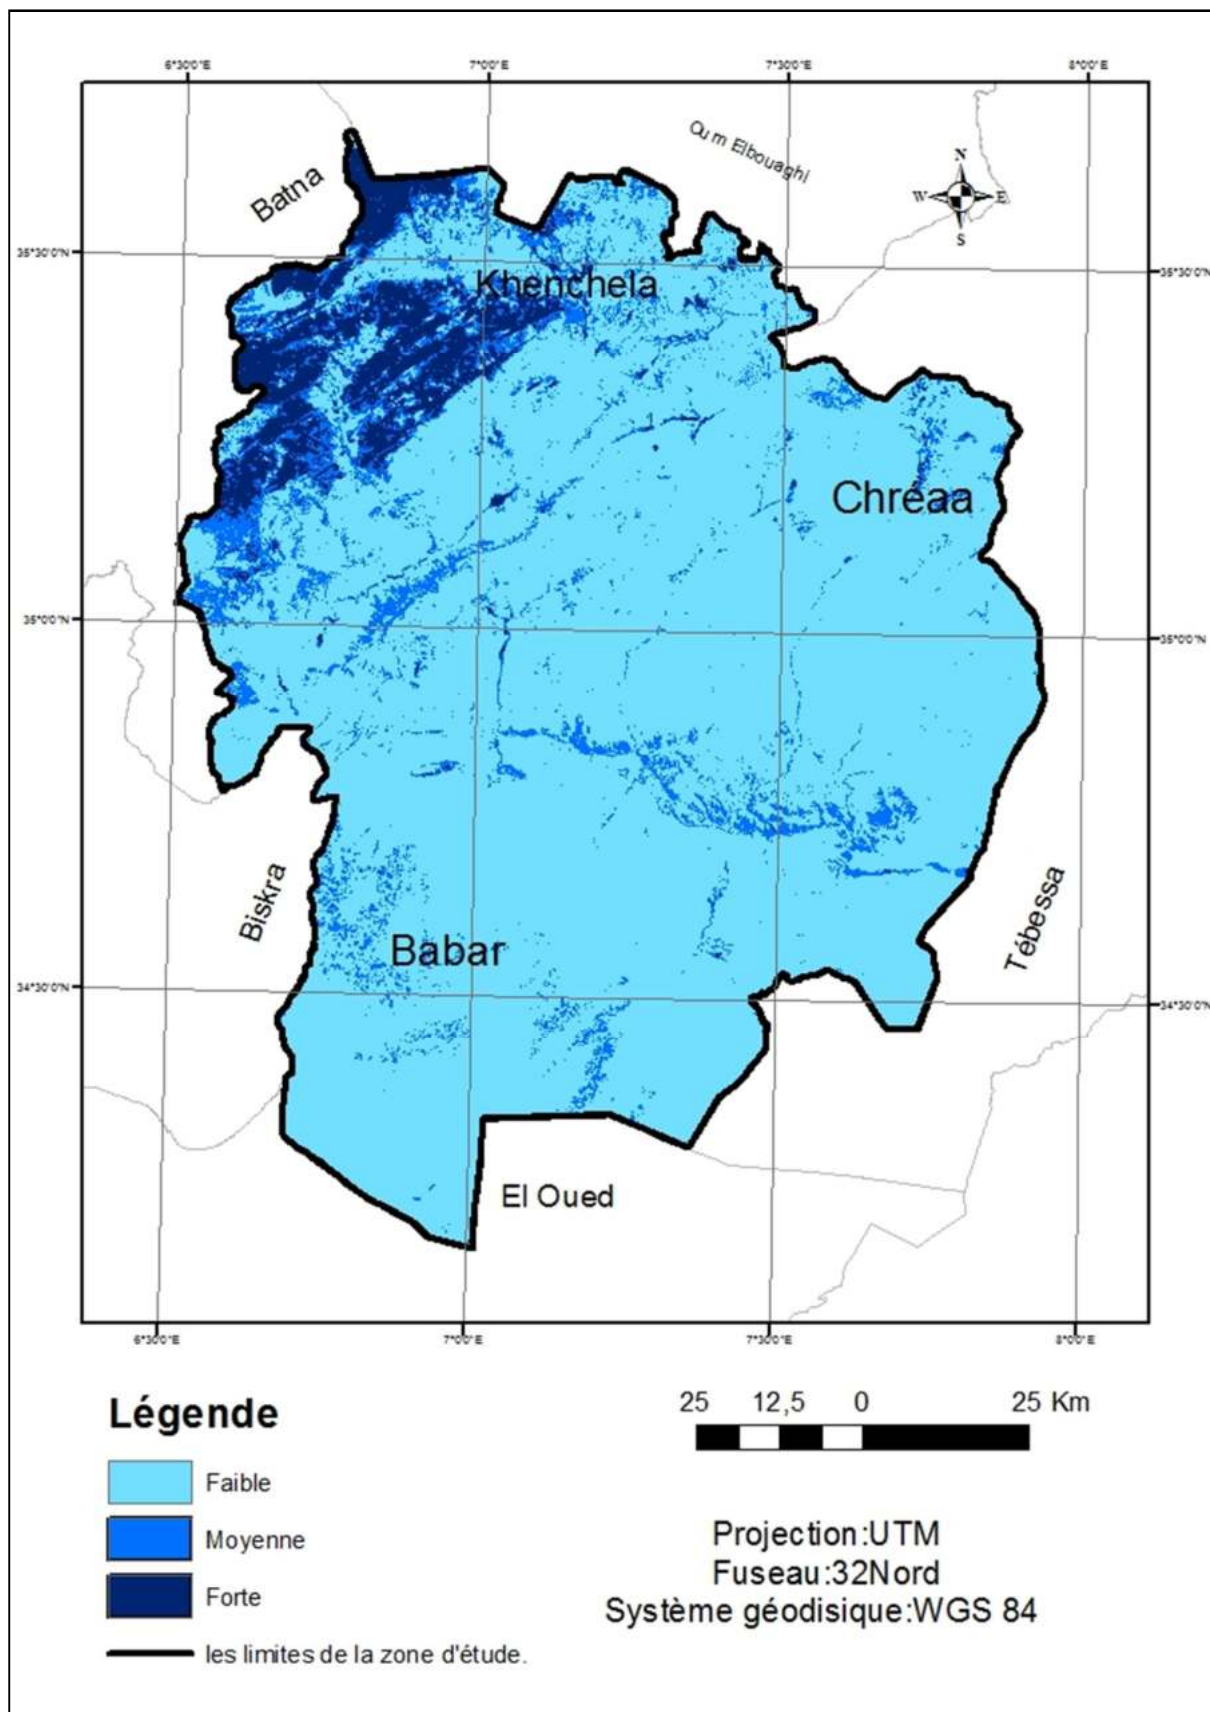 6°30'0"E 7°0'0"E 7°30'0"E 8°0'0"E
Oum Elbouaghi
Batna
N
W E
S
35°30'0"N 35°30'0"N
Khenchela
Chréaa
35°0'0"N 35°0'0"N
Biskra
Tébessa
Babar
34°30'0"N 34°30'0"N
El Oued
6°30'0"E 7°0'0"E 7°30'0"E 8°0'0"E
Légende
25 12,5 0 25 Km
Faible
Moyenne
Forte
les limites de la zone d'étude.
Projection:UTM
Fuseau:32Nord
Système géodisique:WGS 84